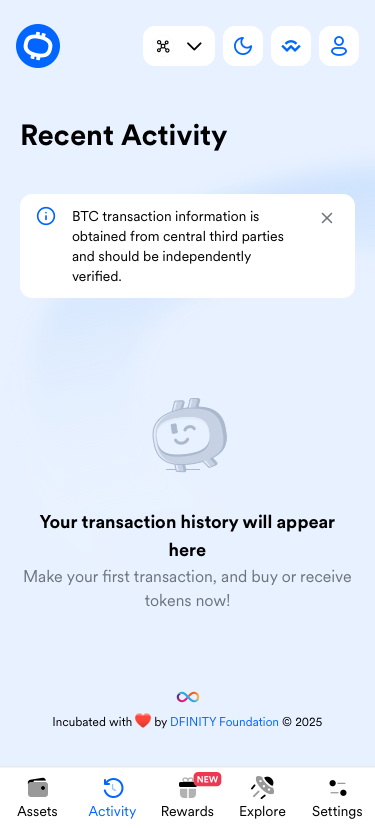 Recent Activity
BTC transaction information is
obtained from central third parties
and should be independently
verified.
Your transaction history will appear
here
Make your first transaction, and buy or receive
tokens now!
Incubated with ❤️ by DFINITY Foundation © 2025
NEW
Assets Activity Rewards Explore Settings